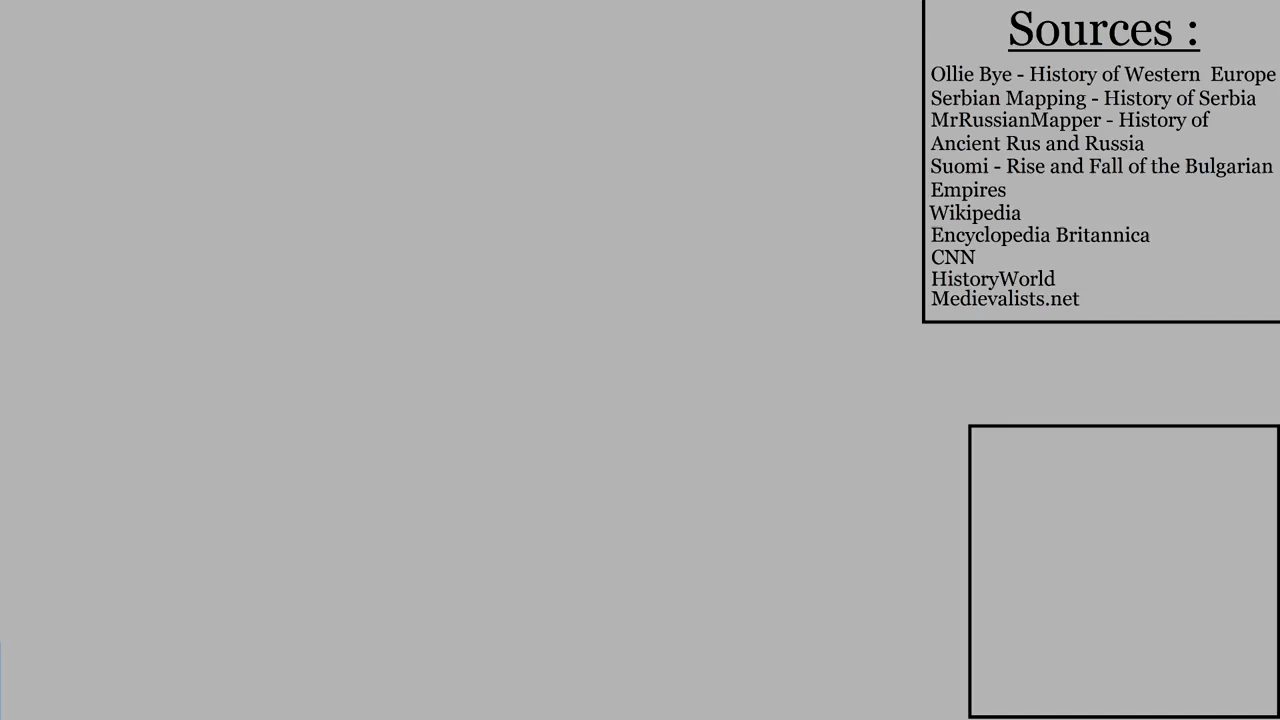 Sources :
Ollie Bye - History of Western  Europe
Serbian Mapping - History of Serbia
MrRussianMapper - History of
Ancient Rus and Russia
Suomi - Rise and Fall of the Bulgarian
Empires
Wikipedia
Encyclopedia Britannica
CNN
HistoryWorld
Medievalists.net